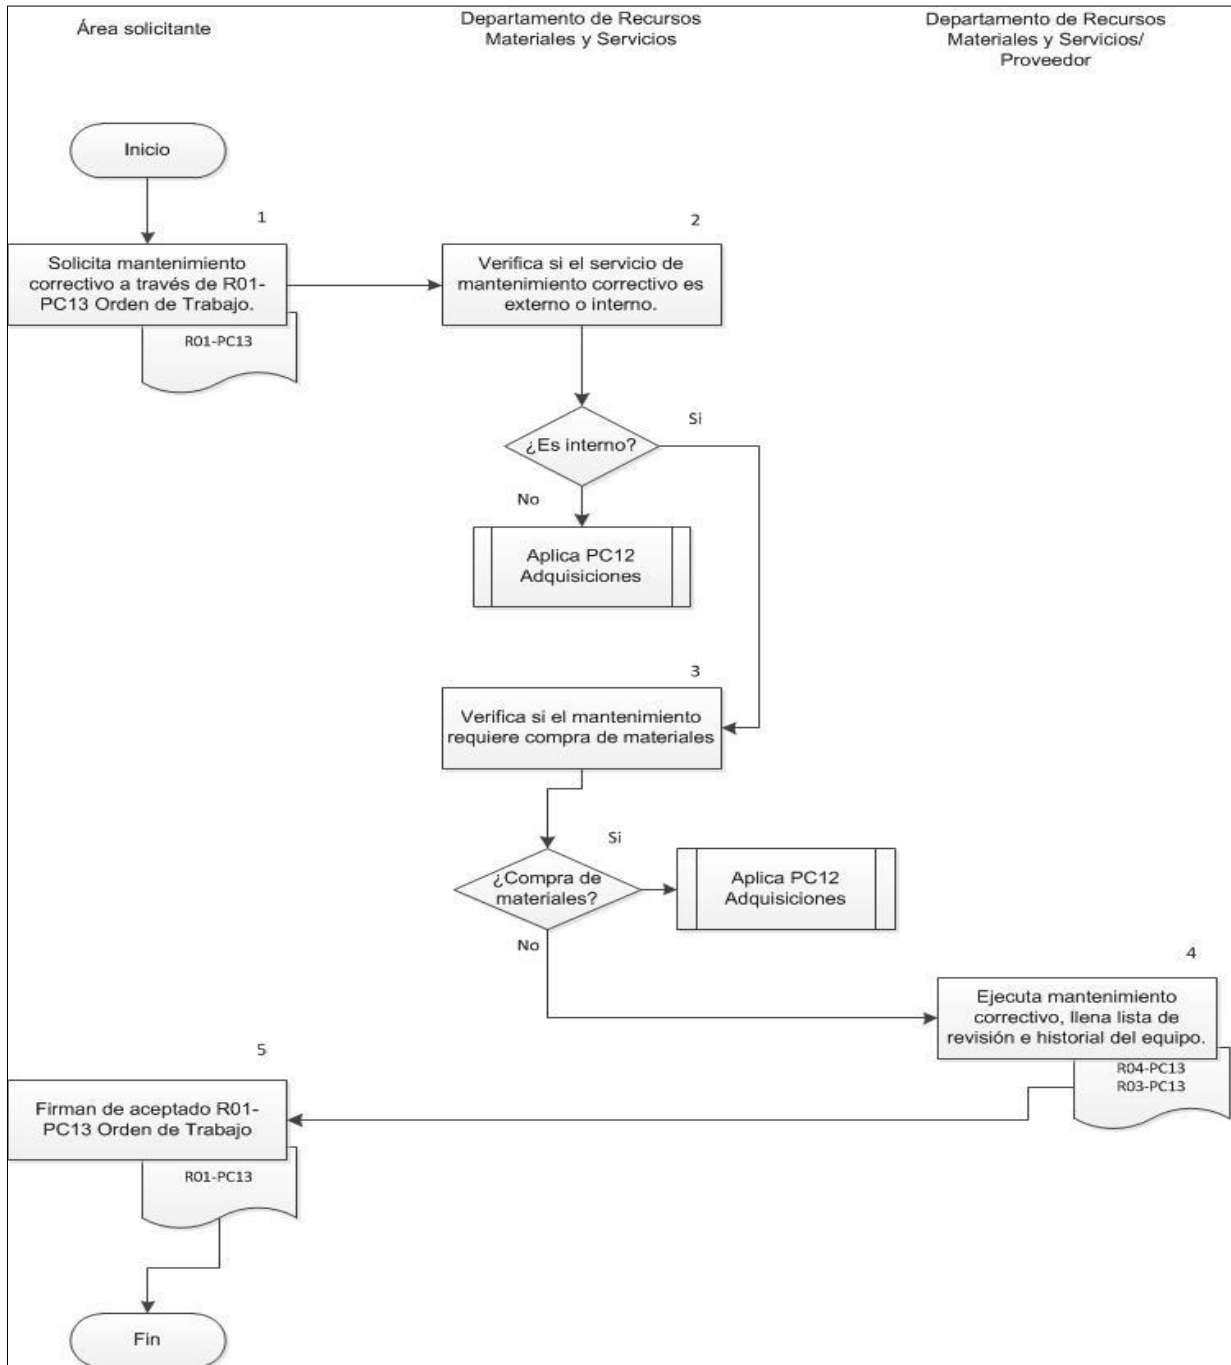 Área solicitante
Departamento de Recursos
Materiales y Servicios
Departamento de Recursos
Materiales y Servicios/
Proveedor
Inicio
1
Solicita mantenimiento
correctivo a través de R01-
PC13 Orden de Trabajo.
R01-PC13
2
Verifica si el servicio de
mantenimiento correctivo es
externo o interno.
¿Es interno?
Si
No
Aplica PC12
Adquisiciones
3
Verifica si el mantenimiento
requiere compra de materiales
¿Compra de
materiales?
Si
Aplica PC12
Adquisiciones
No
4
Ejecuta mantenimiento
correctivo, llena lista de
revisión e historial del equipo.
R04-PC13
R03-PC13
5
Firman de aceptado R01-
PC13 Orden de Trabajo
R01-PC13
Fin